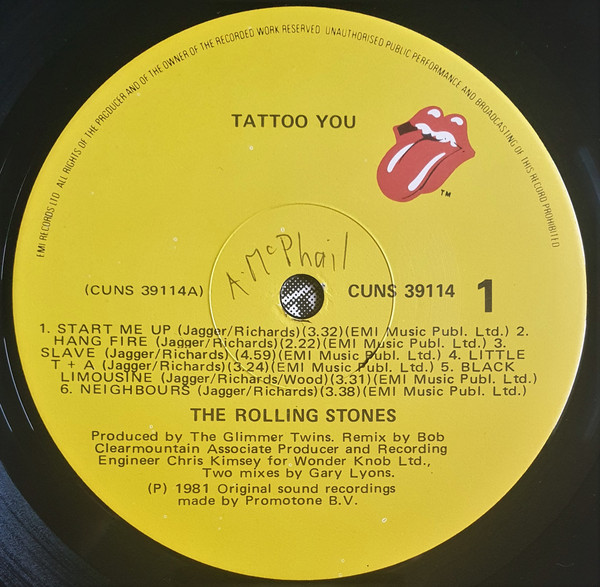 EMI RECORDS LTD ALL RIGHTS OF THE PRODUCER AND OF THE OWNER OF THE RECORDED WORK RESERVED. UNAUTHORISED PUBLIC PERFORMANCE AND BROADCASTING OF THIS RECORD PROHIBITED
TATTOO YOU
TM
A. McPhail
(CUNS 39114A) CUNS 39114 1
1. START ME UP (Jagger/Richards)(3.32)(EMI Music Publ. Ltd.) 2.
HANG FIRE (Jagger/Richards)(2.22)(EMI Music Publ. Ltd.) 3.
SLAVE (Jagger/Richards)(4.59)(EMI Music Publ. Ltd.) 4. LITTLE
T + A (Jagger/Richards)(3.24)(EMI Music Publ. Ltd.) 5. BLACK
LIMOUSINE (Jagger/Richards/Wood)(3.31)(EMI Music Publ. Ltd.)
6. NEIGHBOURS (Jagger/Richards)(3.38)(EMI Music Publ. Ltd.)
THE ROLLING STONES
Produced by The Glimmer Twins. Remix by Bob
Clearmountain Associate Producer and Recording
Engineer Chris Kimsey for Wonder Knob Ltd.,
Two mixes by Gary Lyons.
(P) 1981 Original sound recordings
made by Promotone B.V.